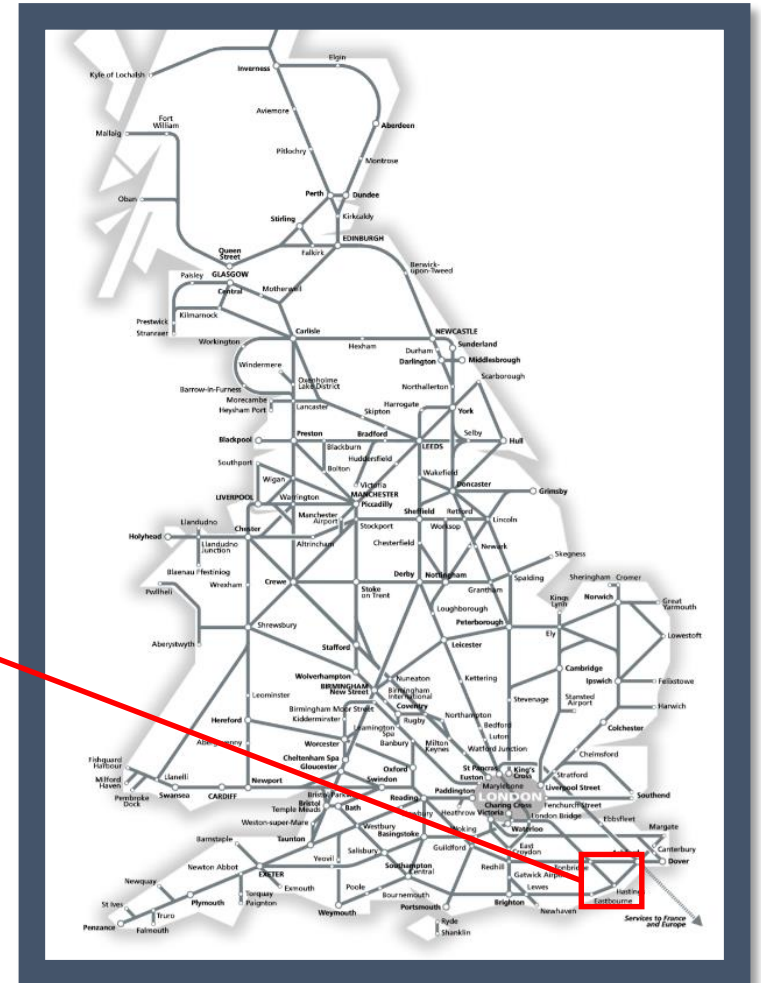 Elgin
Inverness
Kyle of Lochalsh
Aviemore
Fort
William
Mallaig
Aberdeen
Pitlochry
Montrose
Oban
Perth
Dundee
Stirling
Kirkcaldy
EDINBURGH
Queen
Street
Falkirk
Berwick-
upon-Tweed
Paisley
GLASGOW
Central
Motherwell
Prestwick
Kilmarnock
Stranraer
Carlisle
NEWCASTLE
Workington
Hexham
Sunderland
Durham
Darlington
Middlesbrough
Windermere
Scarborough
Oxenholme
Lake District
Northallerton
Barrow-in-Furness
Morecambe
Heysham Port
Lancaster
Harrogate
York
Skipton
Blackpool
Preston
Bradford
Selby
Blackburn
LEEDS
Hull
Southport
Huddersfield
Bolton
Wakefield
Wigan
Victoria
MANCHESTER
Piccadilly
Doncaster
Grimsby
LIVERPOOL
Warrington
Manchester
Airport
Sheffield
Retford
Llandudno
Stockport
Worksop
Lincoln
Holyhead
Chester
Llandudno
Junction
Altrincham
Chesterfield
Newark
Skegness
Blaenau Ffestiniog
Derby
Nottingham
Spalding
Sheringham
Cromer
Pwllheli
Wrexham
Crewe
Stoke
on Trent
Grantham
Kings
Lynn
Norwich
Great
Yarmouth
Loughborough
Peterborough
Shrewsbury
Ely
Lowestoft
Aberystwyth
Stafford
Leicester
Cambridge
Wolverhampton
Nuneaton
Kettering
Ipswich
Felixstowe
BIRMINGHAM
New Street
Birmingham
International
Leominster
Stevenage
Stansted
Airport
Coventry
Birmingham Moor Street
Harwich
Kidderminster
Rugby
Northampton
Hereford
Leamington
Spa
Bedford
Colchester
Worcester
Banbury
Milton
Keynes
Luton
Abergavenny
Watford Junction
Chelmsford
Cheltenham Spa
Gloucester
Oxford
St Pancras
King's
Cross
Fishguard
Harbour
Euston
Stratford
Llanelli
Newport
Swindon
Marylebone
Milford
Haven
Paddington
Liverpool Street
Pembroke
Dock
Swansea
CARDIFF
Reading
LONDON
Southend
Bristol
Temple Meads
Bath
Charing Cross
Fenchurch Street
Heathrow
Victoria
London Bridge
Ebbsfleet
Weston-super-Mare
Westbury
Waterloo
Margate
Barnstaple
Taunton
Basingstoke
Woking
East
Croydon
Canterbury
Salisbury
Guildford
Yeovil
Redhill
Tonbridge
Dover
Newton Abbot
EXETER
Southampton
Central
Gatwick Airport
Newquay
Exmouth
Poole
Lewes
Hastings
St Ives
Plymouth
Torquay
Paignton
Bournemouth
Brighton
Eastbourne
Truro
Weymouth
Portsmouth
Newhaven
Penzance
Falmouth
Ryde
Shanklin
Services to France
and Europe